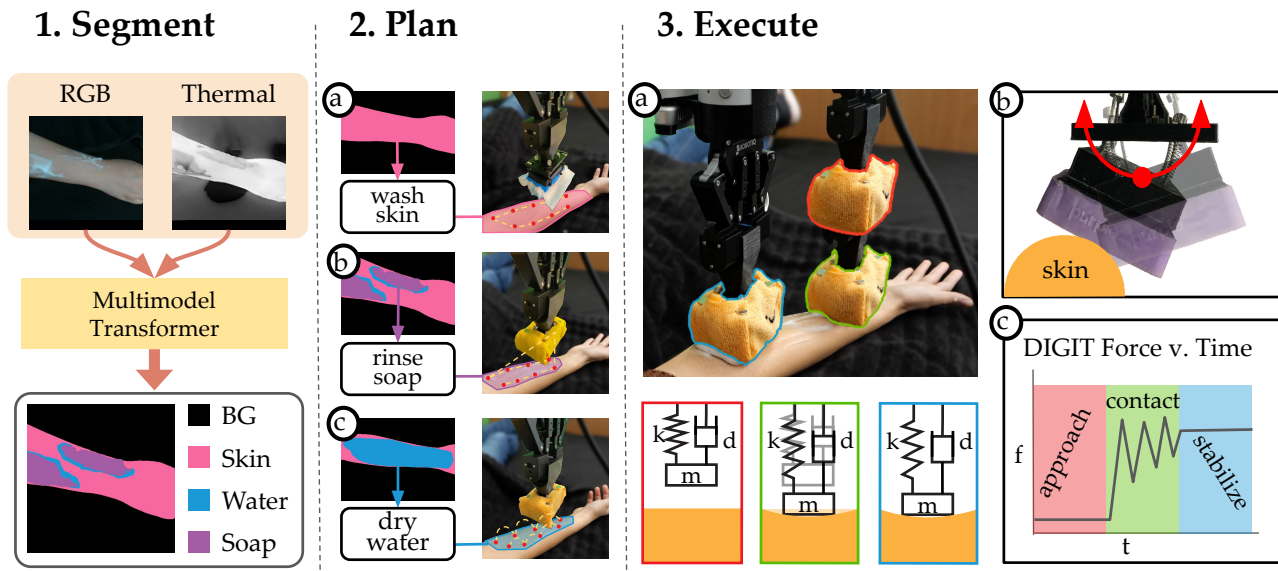 1. Segment
RGB
Thermal
Multimodel
Transformer
BG
Skin
Water
Soap
2. Plan
a
wash
skin
b
rinse
soap
c
dry
water
3. Execute
a
k
d
m
k
d
m
k
d
m
b
skin
c
DIGIT Force v. Time
f
approach
contact
stabilize
t